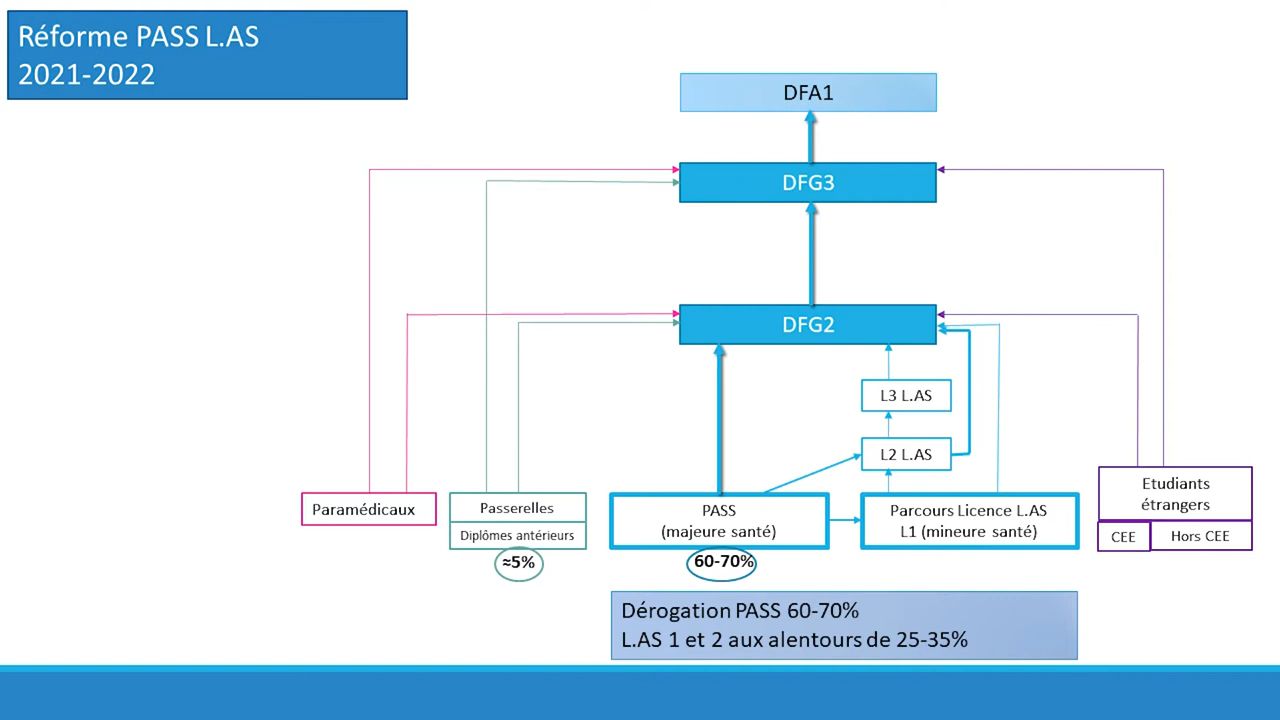 Réforme PASS L.AS
2021-2022
DFA1
DFG3
DFG2
L3 L.AS
L2 L.AS
Paramédicaux
Passerelles
Diplômes antérieurs
≈5%
PASS
(majeure santé)
60-70%
Parcours Licence L.AS
L1 (mineure santé)
Etudiants
étrangers
CEE
Hors CEE
Dérogation PASS 60-70%
L.AS 1 et 2 aux alentours de 25-35%